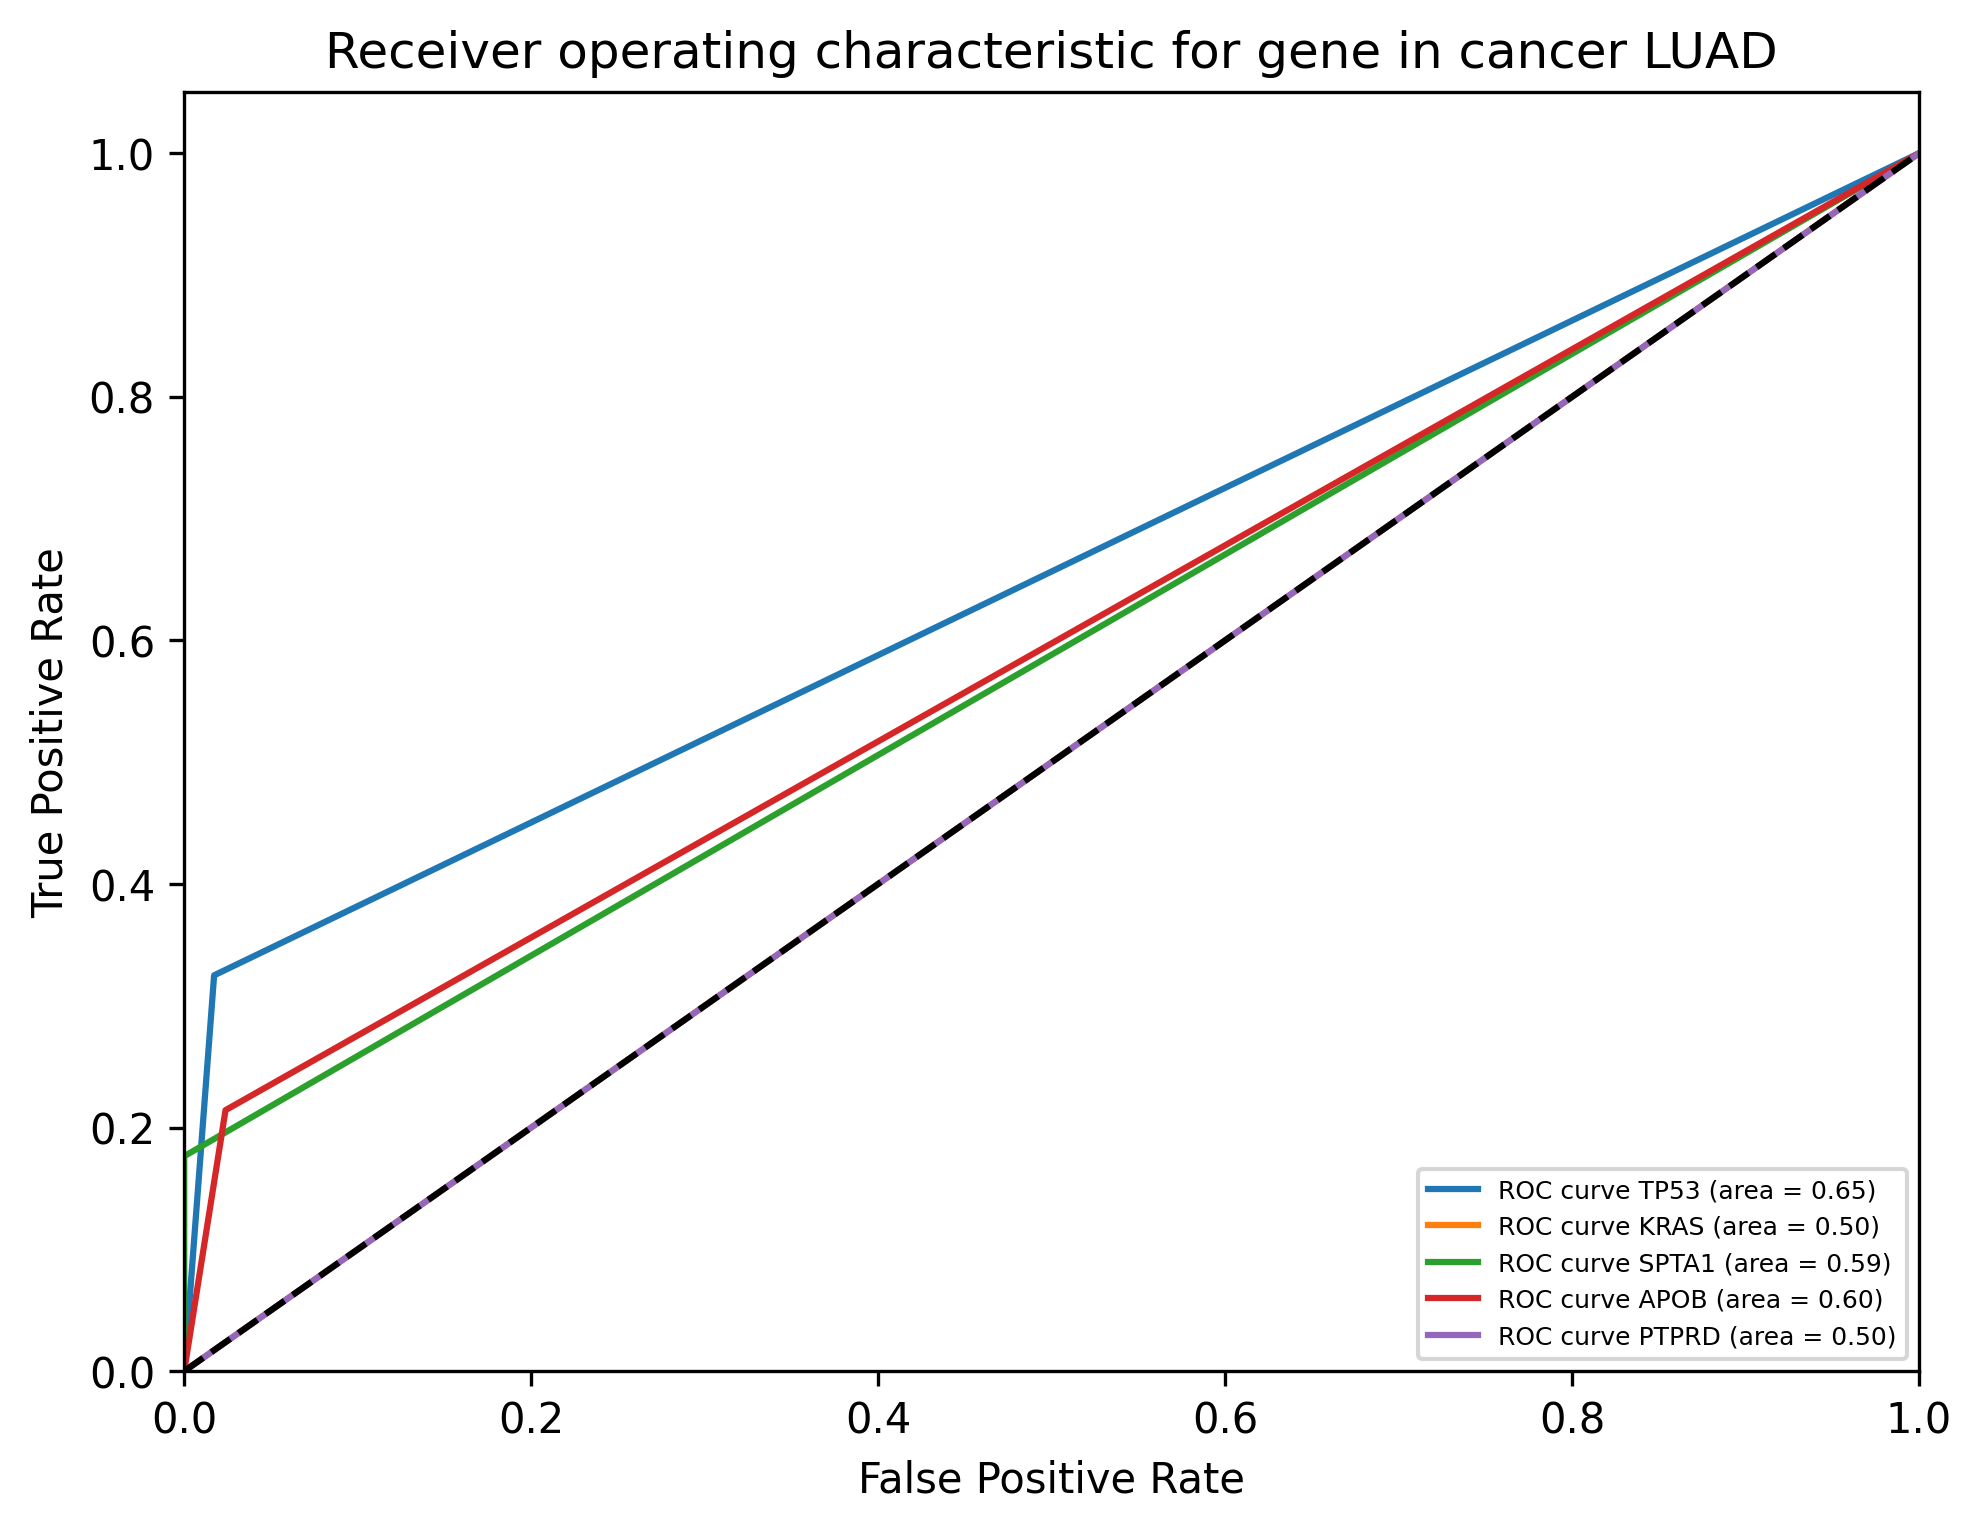 Receiver operating characteristic for gene in cancer LUAD
True Positive Rate
1.0
0.8
0.6
0.4
0.2
0.0
ROC curve TP53 (area = 0.65)
ROC curve KRAS (area = 0.50)
ROC curve SPTA1 (area = 0.59)
ROC curve APOB (area = 0.60)
ROC curve PTPRD (area = 0.50)
0.0 0.2 0.4 0.6 0.8 1.0
False Positive Rate